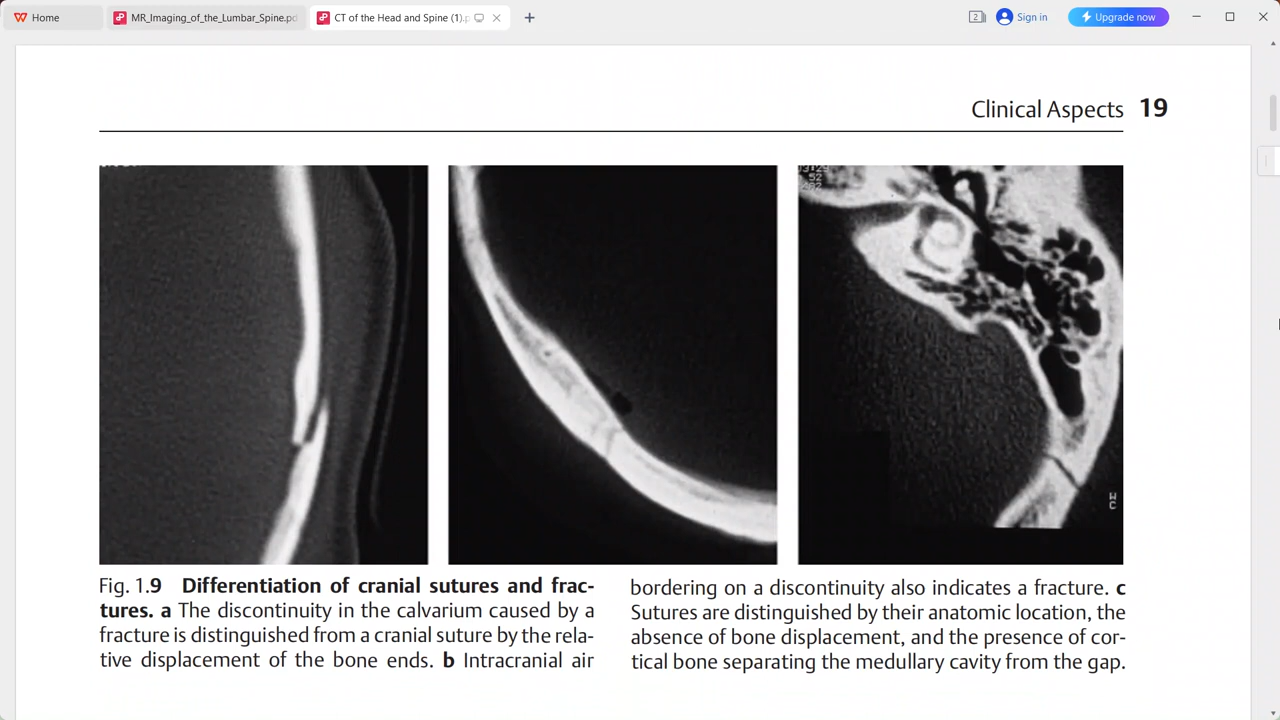 Home
MR_Imaging_of_the_Lumbar_Spine.pd
CT of the Head and Spine (1).p
2
Sign in
Upgrade now
Clinical Aspects 19
Fig. 1.9 Differentiation of cranial sutures and frac-
tures. a The discontinuity in the calvarium caused by a
fracture is distinguished from a cranial suture by the rela-
tive displacement of the bone ends. b Intracranial air
bordering on a discontinuity also indicates a fracture. c
Sutures are distinguished by their anatomic location, the
absence of bone displacement, and the presence of cor-
tical bone separating the medullary cavity from the gap.